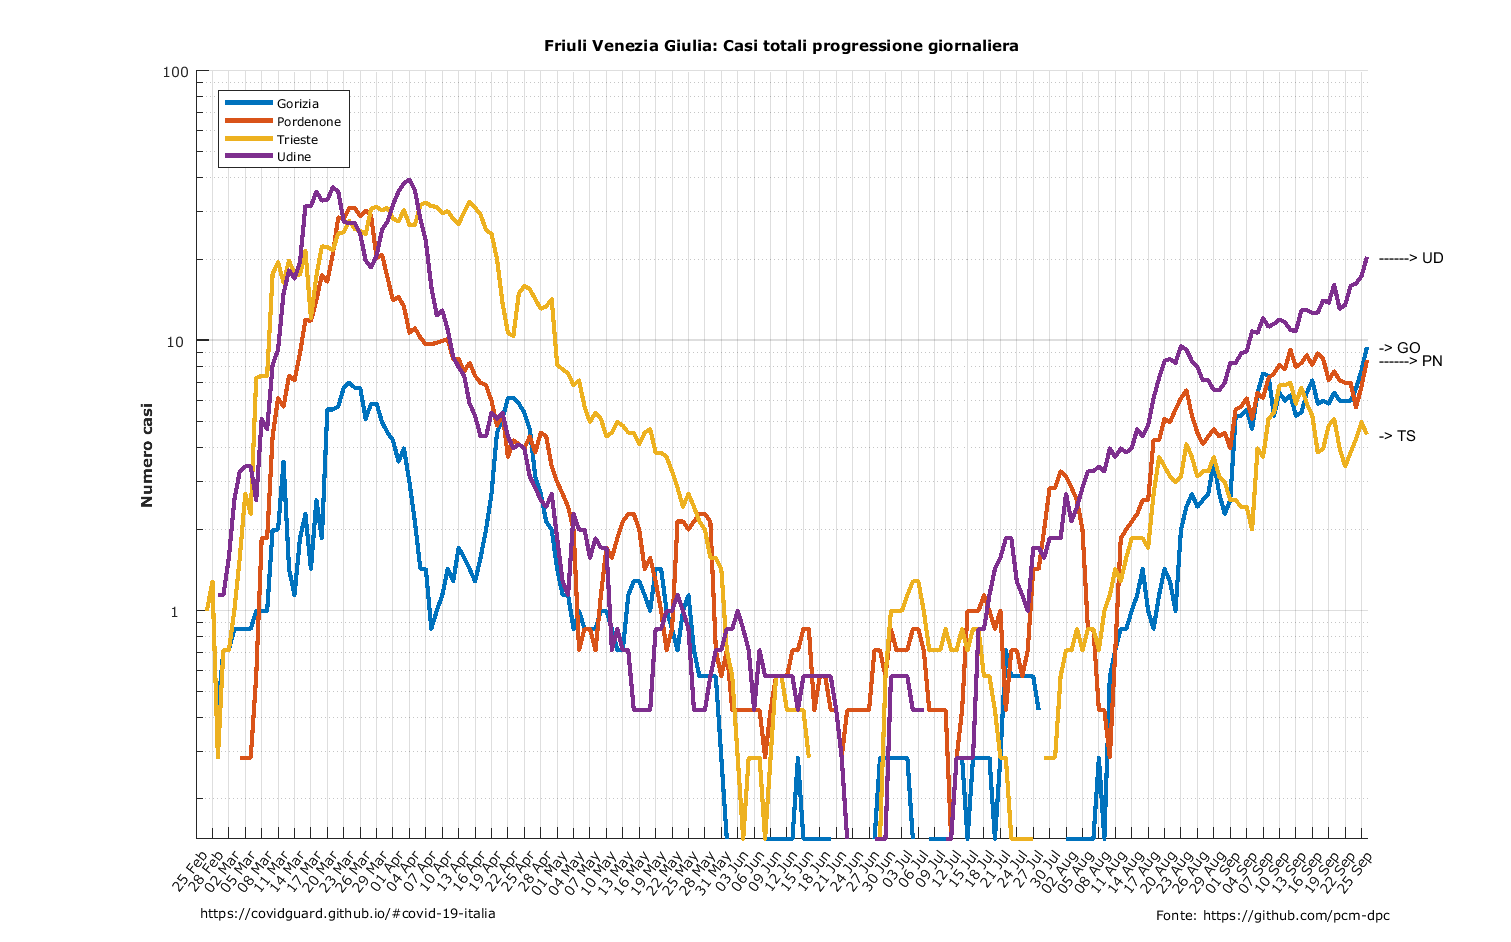 Friuli Venezia Giulia: Casi totali progressione giornaliera
100
10
1
Numero casi
Gorizia
Pordenone
Trieste
Udine
------> UD
-> GO
------> PN
-> TS
25 Feb
28 Feb
02 Mar
05 Mar
08 Mar
11 Mar
14 Mar
17 Mar
20 Mar
23 Mar
26 Mar
29 Mar
01 Apr
04 Apr
07 Apr
10 Apr
13 Apr
16 Apr
19 Apr
22 Apr
25 Apr
28 Apr
01 May
04 May
07 May
10 May
13 May
16 May
19 May
22 May
25 May
28 May
31 May
03 Jun
06 Jun
09 Jun
12 Jun
15 Jun
18 Jun
21 Jun
24 Jun
27 Jun
30 Jun
03 Jul
06 Jul
09 Jul
12 Jul
15 Jul
18 Jul
21 Jul
24 Jul
27 Jul
30 Jul
02 Aug
05 Aug
08 Aug
11 Aug
14 Aug
17 Aug
20 Aug
23 Aug
26 Aug
29 Aug
01 Sep
04 Sep
07 Sep
10 Sep
13 Sep
16 Sep
19 Sep
22 Sep
25 Sep
https://covidguard.github.io/#covid-19-italia
Fonte: https://github.com/pcm-dpc